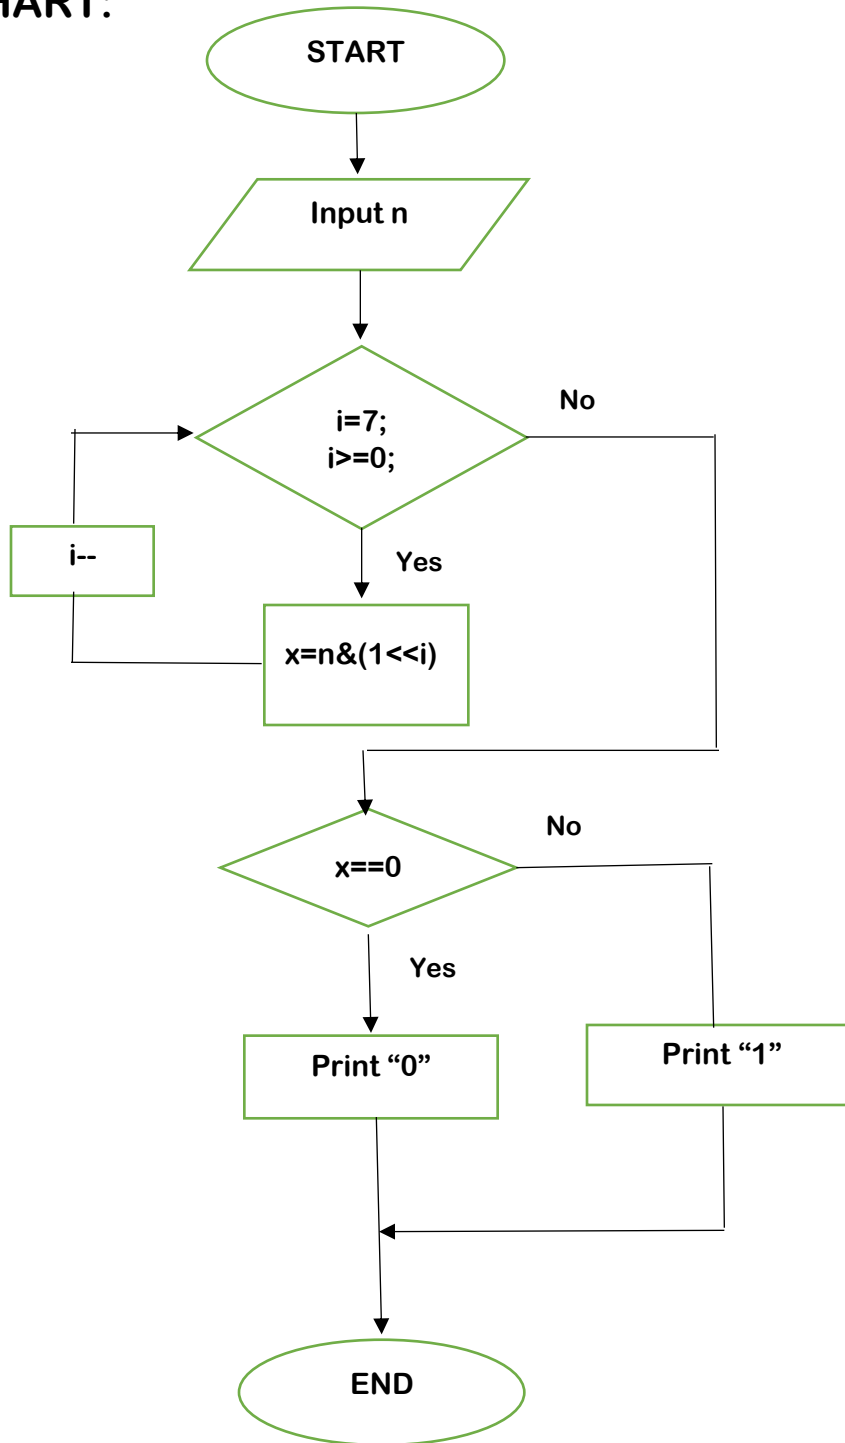 HART:
START
Input n
No
i=7;
i>=0;
i--
Yes
x=n&(1<<i)
No
x==0
Yes
Print “0”
Print “1”
END